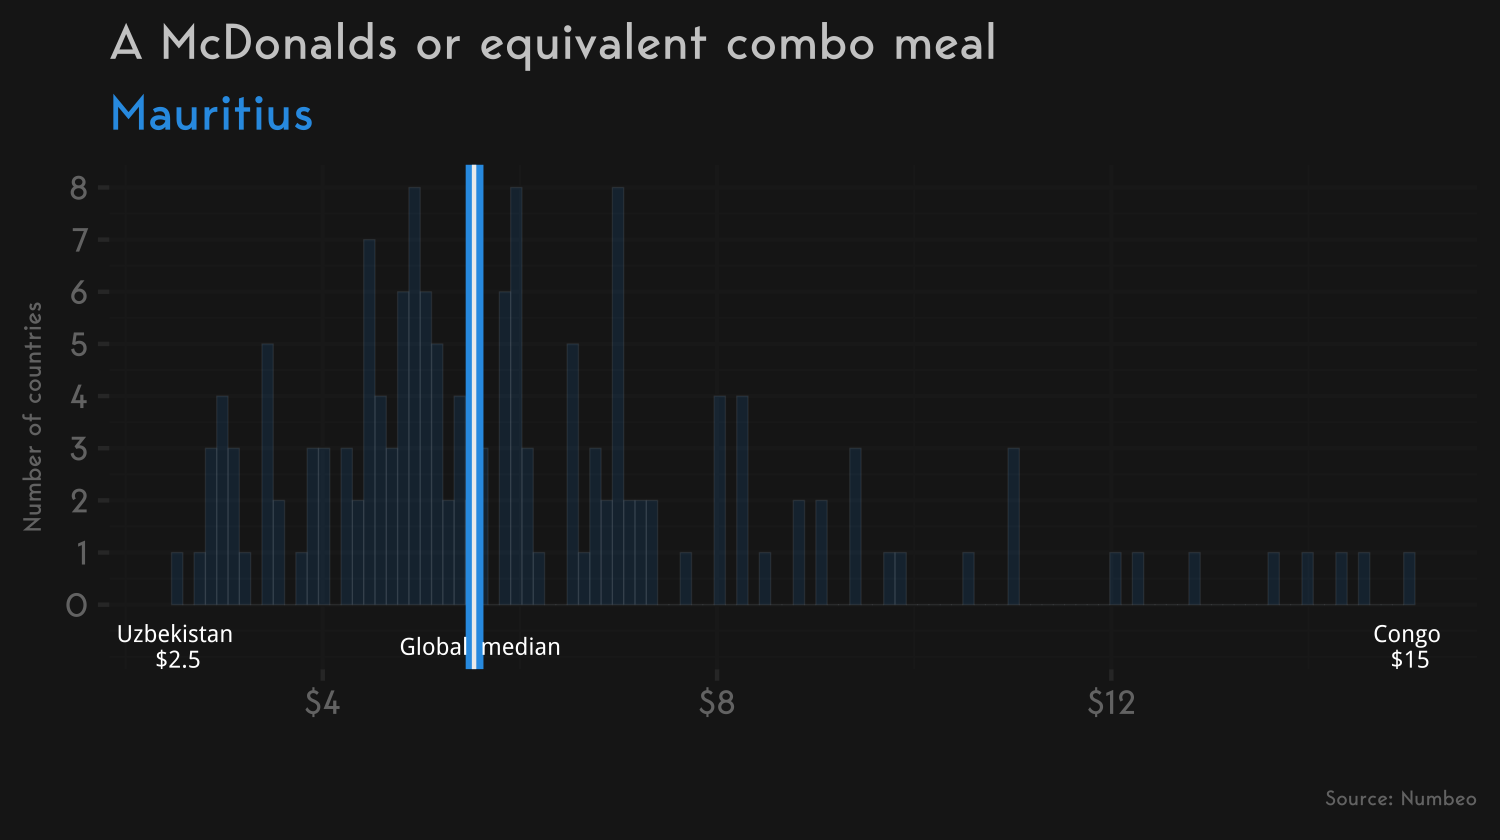 A McDonalds or equivalent combo meal
Mauritius
Number of countries
8
7
6
5
4
3
2
1
0
Uzbekistan
$2.5
Global median
Congo
$15
$4
$8
$12
Source: Numbeo